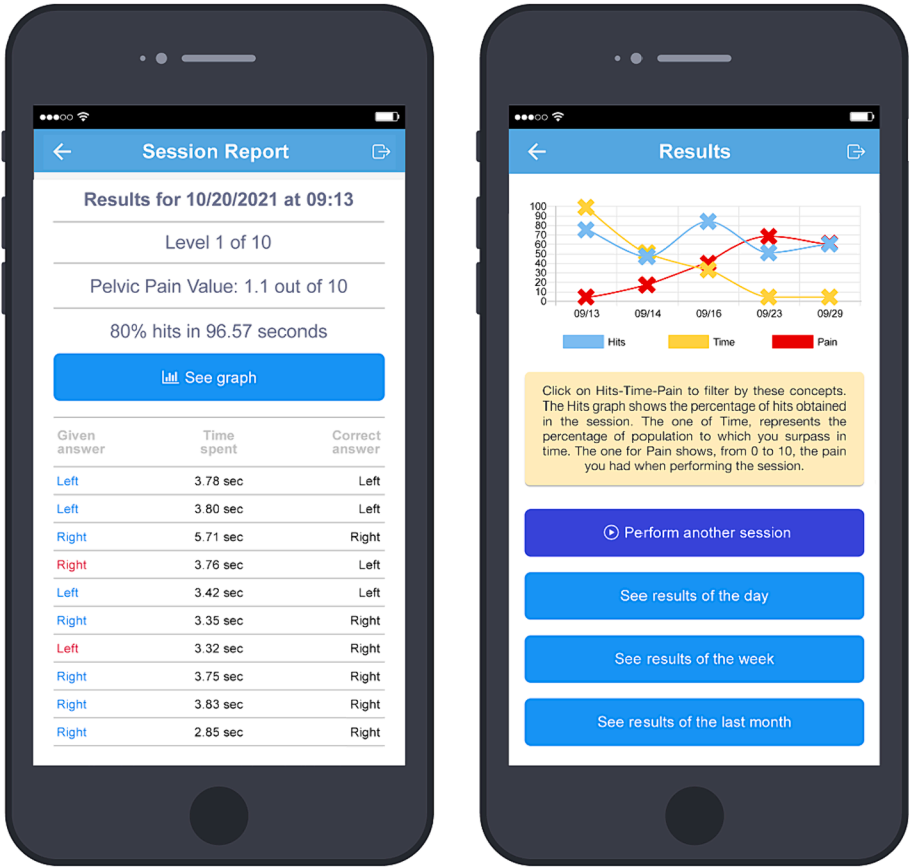 Session Report
Results for 10/20/2021 at 09:13
Level 1 of 10
Pelvic Pain Value: 1.1 out of 10
80% hits in 96.57 seconds
See graph
Given answer Time spent Correct answer
Left 3.78 sec Left
Left 3.80 sec Left
Right 5.71 sec Right
Right 3.76 sec Left
Left 3.42 sec Left
Right 3.35 sec Right
Left 3.32 sec Right
Right 3.75 sec Right
Right 3.83 sec Right
Right 2.85 sec Right
Results
100
90
80
70
60
50
40
30
20
10
0
09/13 09/14 09/16 09/23 09/29
Hits Time Pain
Click on Hits-Time-Pain to filter by these concepts.
The Hits graph shows the percentage of hits obtained
in the session. The one of Time, represents the
percentage of population to which you surpass in
time. The one for Pain shows, from 0 to 10, the pain
you had when performing the session.
Perform another session
See results of the day
See results of the week
See results of the last month